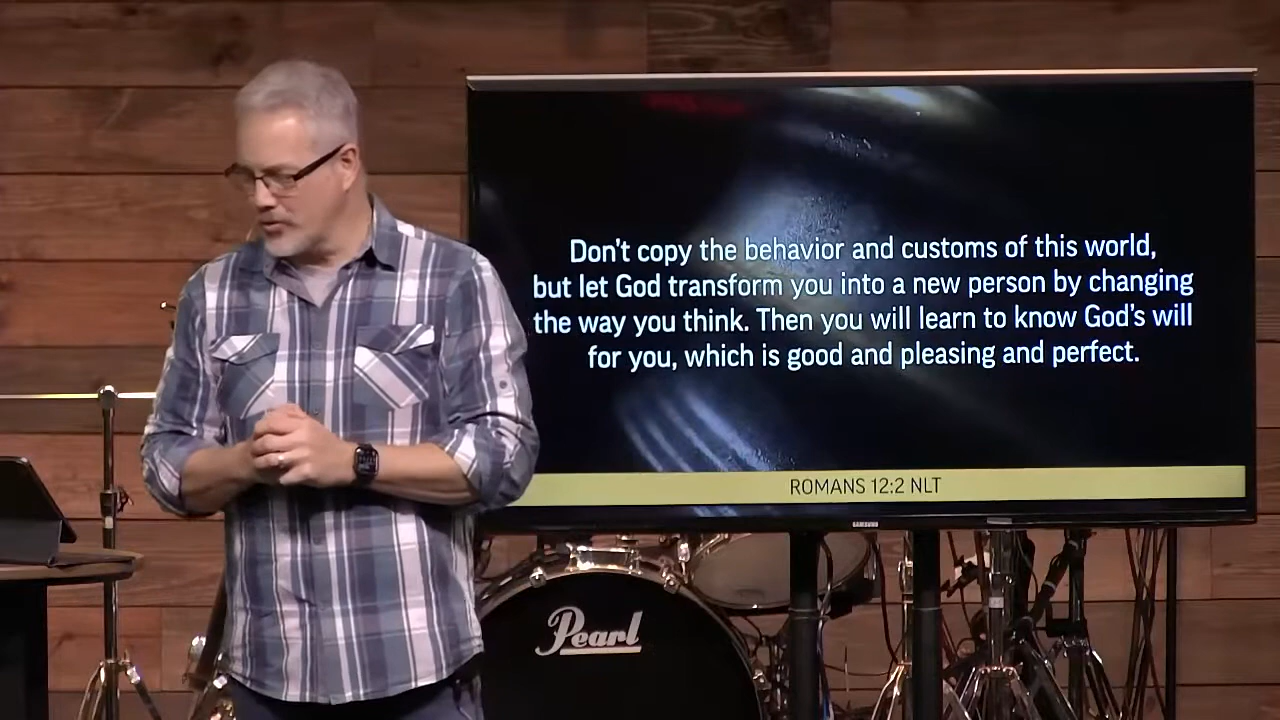 Don't copy the behavior and customs of this world,
but let God transform you into a new person by changing
the way you think. Then you will learn to know God's will
for you, which is good and pleasing and perfect.
ROMANS 12:2 NLT
Pearl